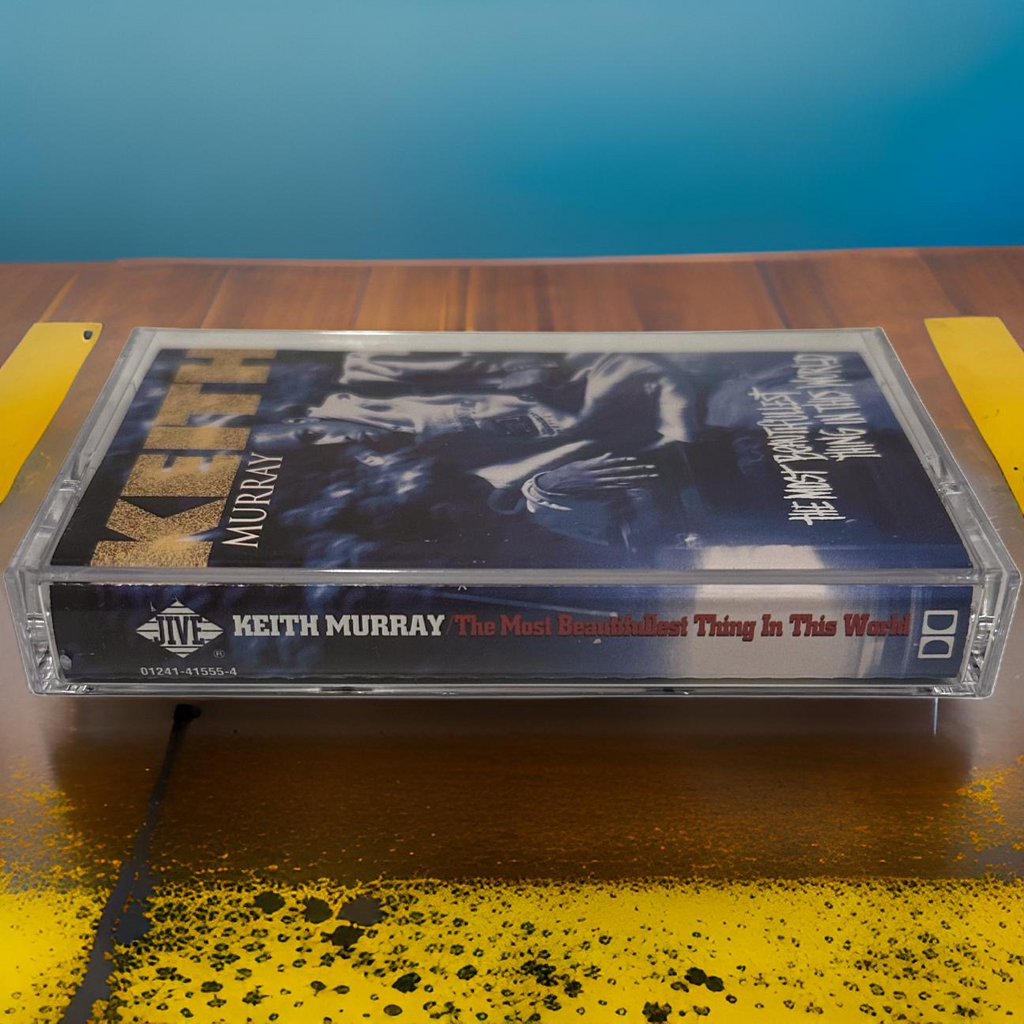 KEITH
MURRAY
THE MOST BEAUTIFULLEST
THING IN THIS WORLD
JIVE
®
KEITH MURRAY/The Most Beautifullest Thing In This World
01241-41555-4